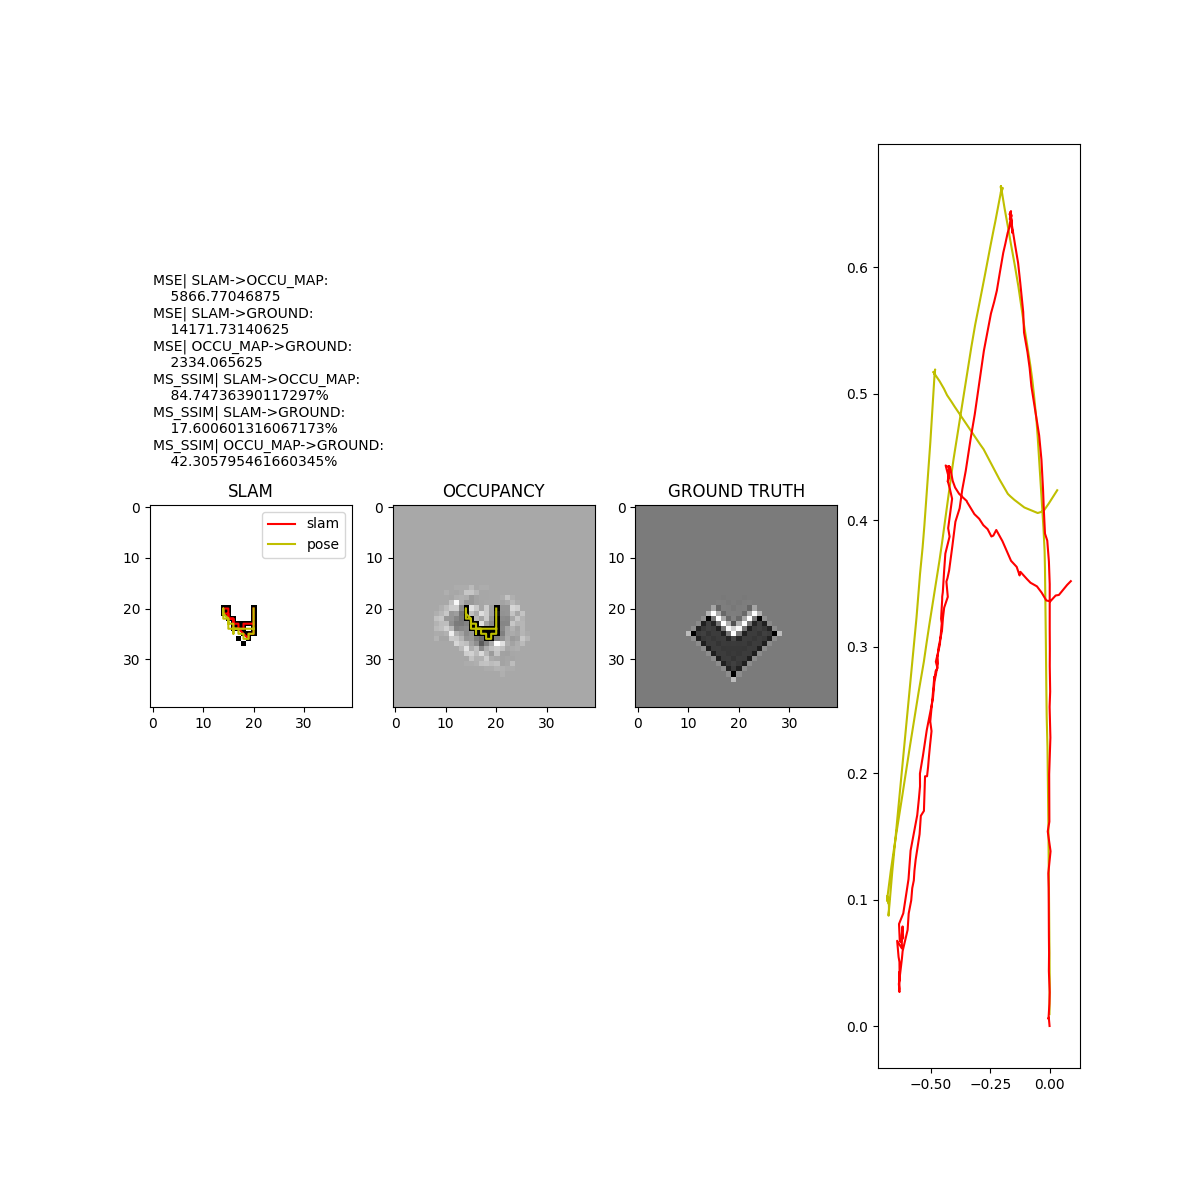 MSE| SLAM->OCCU_MAP:
5866.77046875
MSE| SLAM->GROUND:
14171.73140625
MSE| OCCU_MAP->GROUND:
2334.065625
MS_SSIM| SLAM->OCCU_MAP:
84.74736390117297%
MS_SSIM| SLAM->GROUND:
17.600601316067173%
MS_SSIM| OCCU_MAP->GROUND:
42.305795461660345%
SLAM
0
10
20
30
slam
pose
0 10 20 30
OCCUPANCY
0
10
20
30
0 10 20 30
GROUND TRUTH
0
10
20
30
0 10 20 30
0.6
0.5
0.4
0.3
0.2
0.1
0.0
−0.50 −0.25 0.00